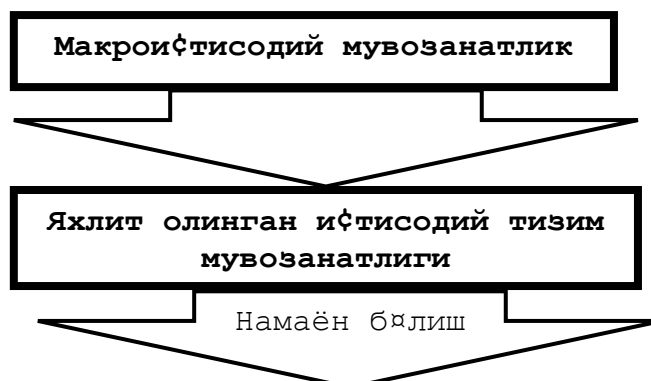 Макрои¢тисодий мувозанатлик
Яхлит олинган и¢тисодий тизим
мувозанатлиги
Намаён б¤лиш